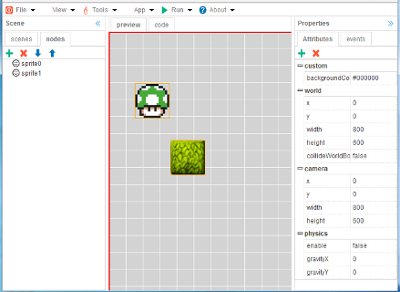 File View Tools App Run About
Scene
scenes nodes
sprite0
sprite1
preview code
Properties
Attributes events
custom
backgroundCo #000000
world
x 0
y 0
width 800
height 600
collideWorldBo false
camera
x 0
y 0
width 800
height 600
physics
enable false
gravityX 0
gravityY 0